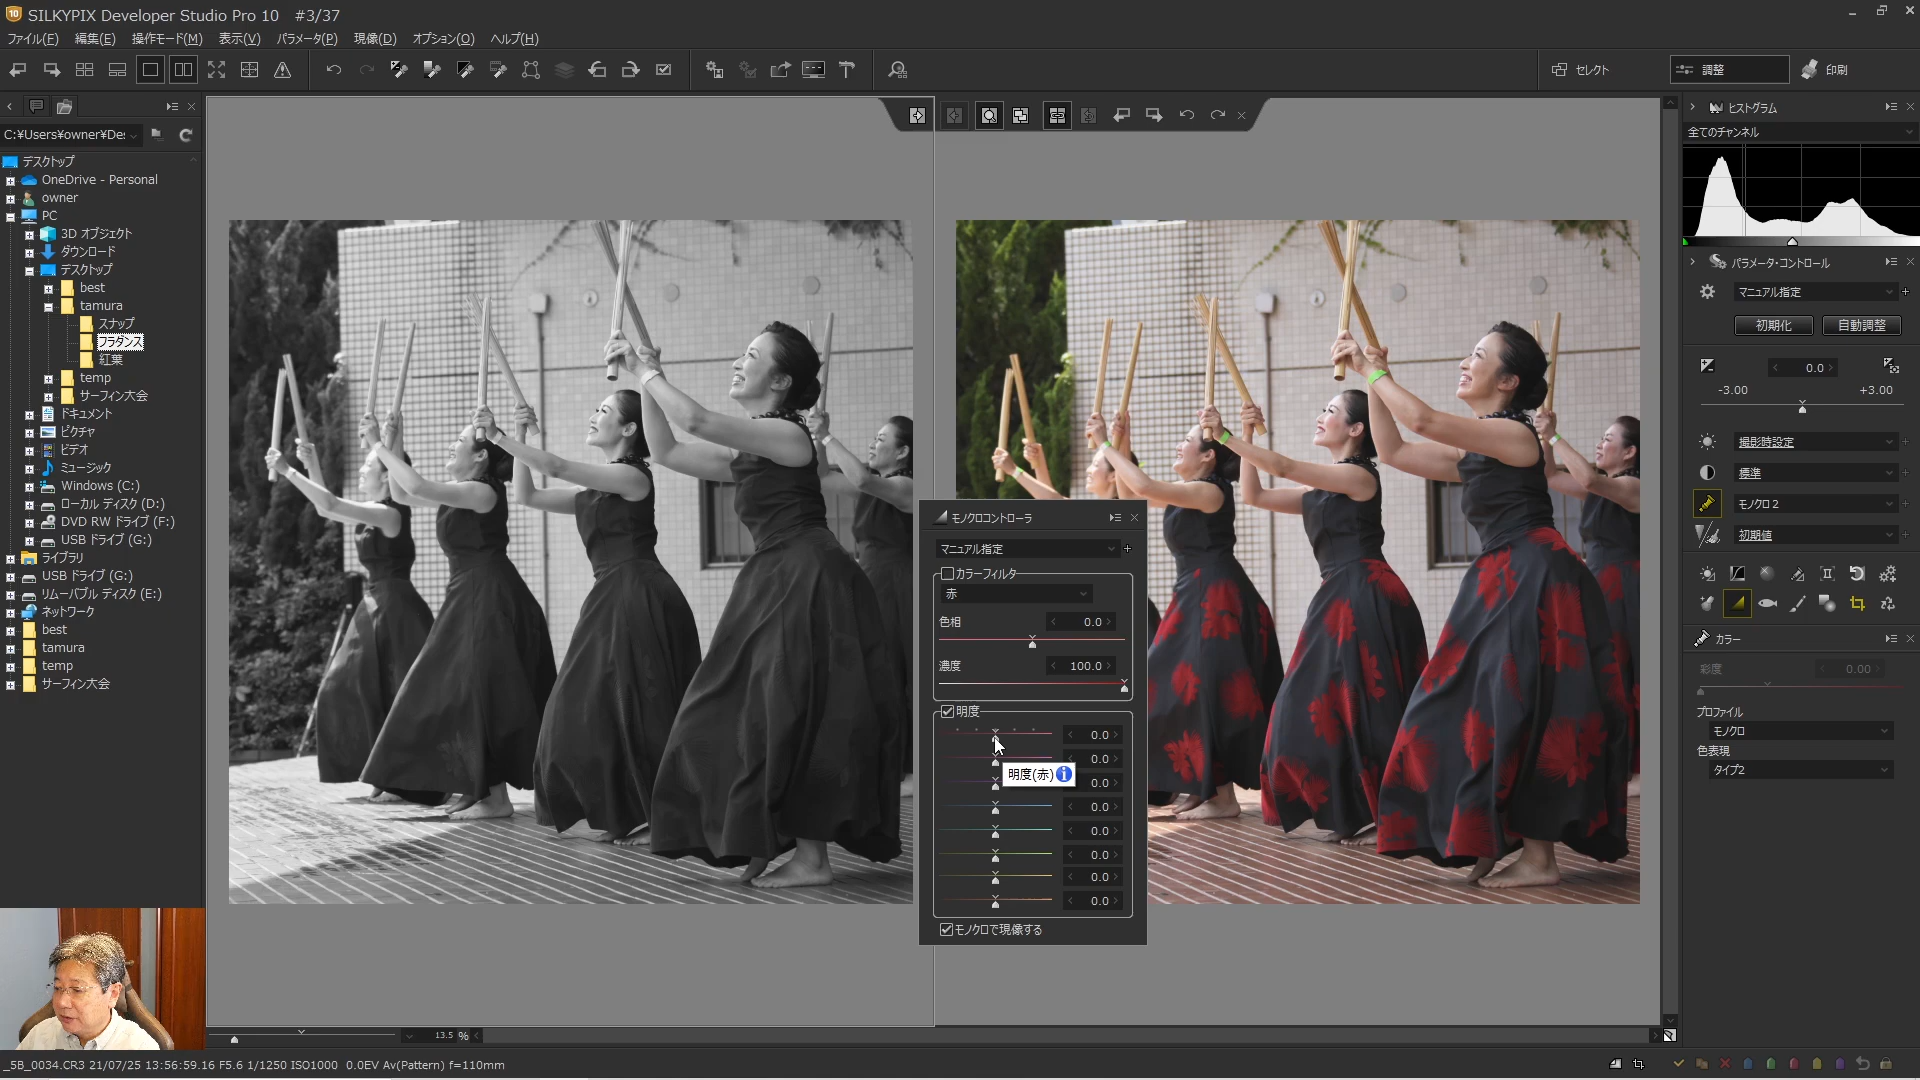 SILKYPIX Developer Studio Pro 10 #3/37
ファイル(F) 編集(E) 操作モード(M) 表示(V) パラメータ(P) 現像(D) オプション(O) ヘルプ(H)
セレクト
調整
印刷
C:¥Users¥owner¥De
デスクトップ
OneDrive - Personal
owner
PC
3D オブジェクト
ダウンロード
デスクトップ
best
tamura
スナップ
フラダンス
紅葉
temp
サーフィン大会
ドキュメント
ピクチャ
ビデオ
ミュージック
Windows (C:)
ローカル ディスク (D:)
DVD RW ドライブ (F:)
USB ドライブ (G:)
ライブラリ
USB ドライブ (G:)
リムーバブル ディスク (E:)
ネットワーク
best
tamura
temp
サーフィン大会
モノクロコントローラ
マニュアル指定
カラーフィルタ
赤
色相 0.0
濃度 100.0
明度
0.0
0.0
明度(赤)
0.0
0.0
0.0
0.0
0.0
0.0
モノクロで現像する
ヒストグラム
全てのチャンネル
パラメータ・コントロール
マニュアル指定
初期化 自動調整
0.0
-3.00 +3.00
撮影時設定
標準
モノクロ2
初期値
カラー
彩度 0.00
プロファイル
モノクロ
色表現
タイプ2
13.5 %
_5B_0034.CR3 21/07/25 13:56:59.16 F5.6 1/1250 ISO1000 0.0EV Av(Pattern) f=110mm